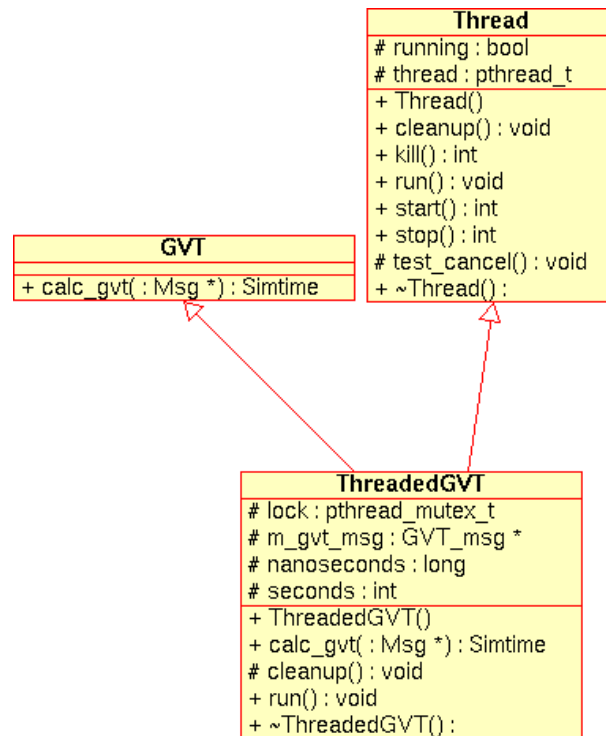 Thread
# running : bool
# thread : pthread_t
+ Thread()
+ cleanup() : void
+ kill() : int
+ run() : void
+ start() : int
+ stop() : int
# test_cancel() : void
+ ~Thread() :
GVT
+ calc_gvt( : Msg *) : Simtime
ThreadedGVT
# lock : pthread_mutex_t
# m_gvt_msg : GVT_msg *
# nanoseconds : long
# seconds : int
+ ThreadedGVT()
+ calc_gvt( : Msg *) : Simtime
# cleanup() : void
+ run() : void
+ ~ThreadedGVT() :